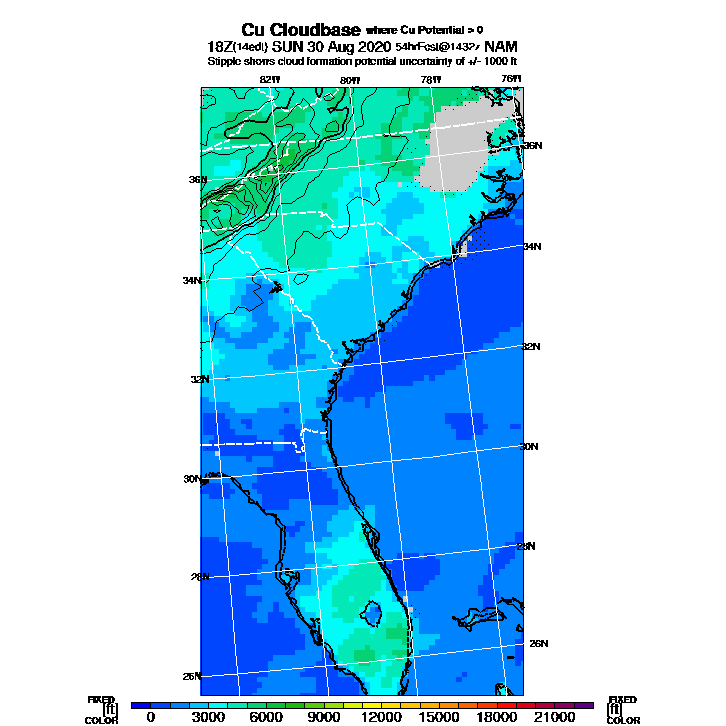 Cu Cloudbase where Cu Potential > 0
18Z (14edt) SUN 30 Aug 2020 54hrFcst@1432z NAM
Stipple shows cloud formation potential uncertainty of +/- 1000 ft
82W 80W 78W 76W
36N
36N
34N
34N
32N
32N
30N
30N
28N
28N
26N
26N
FIXED FIXED
[ft] [ft]
COLOR COLOR
0 3000 6000 9000 12000 15000 18000 21000